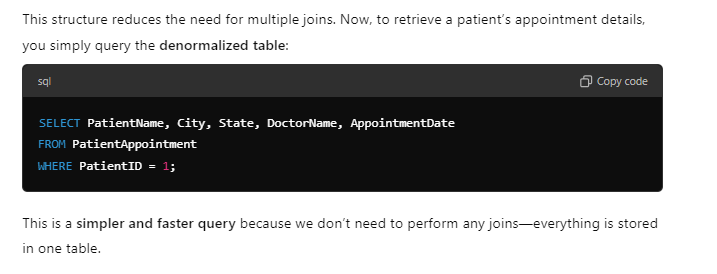 This structure reduces the need for multiple joins. Now, to retrieve a patient's appointment details,
you simply query the denormalized table:
sql
Copy code
SELECT PatientName, City, State, DoctorName, AppointmentDate
FROM PatientAppointment
WHERE PatientID = 1;
This is a simpler and faster query because we don't need to perform any joins—everything is stored
in one table.